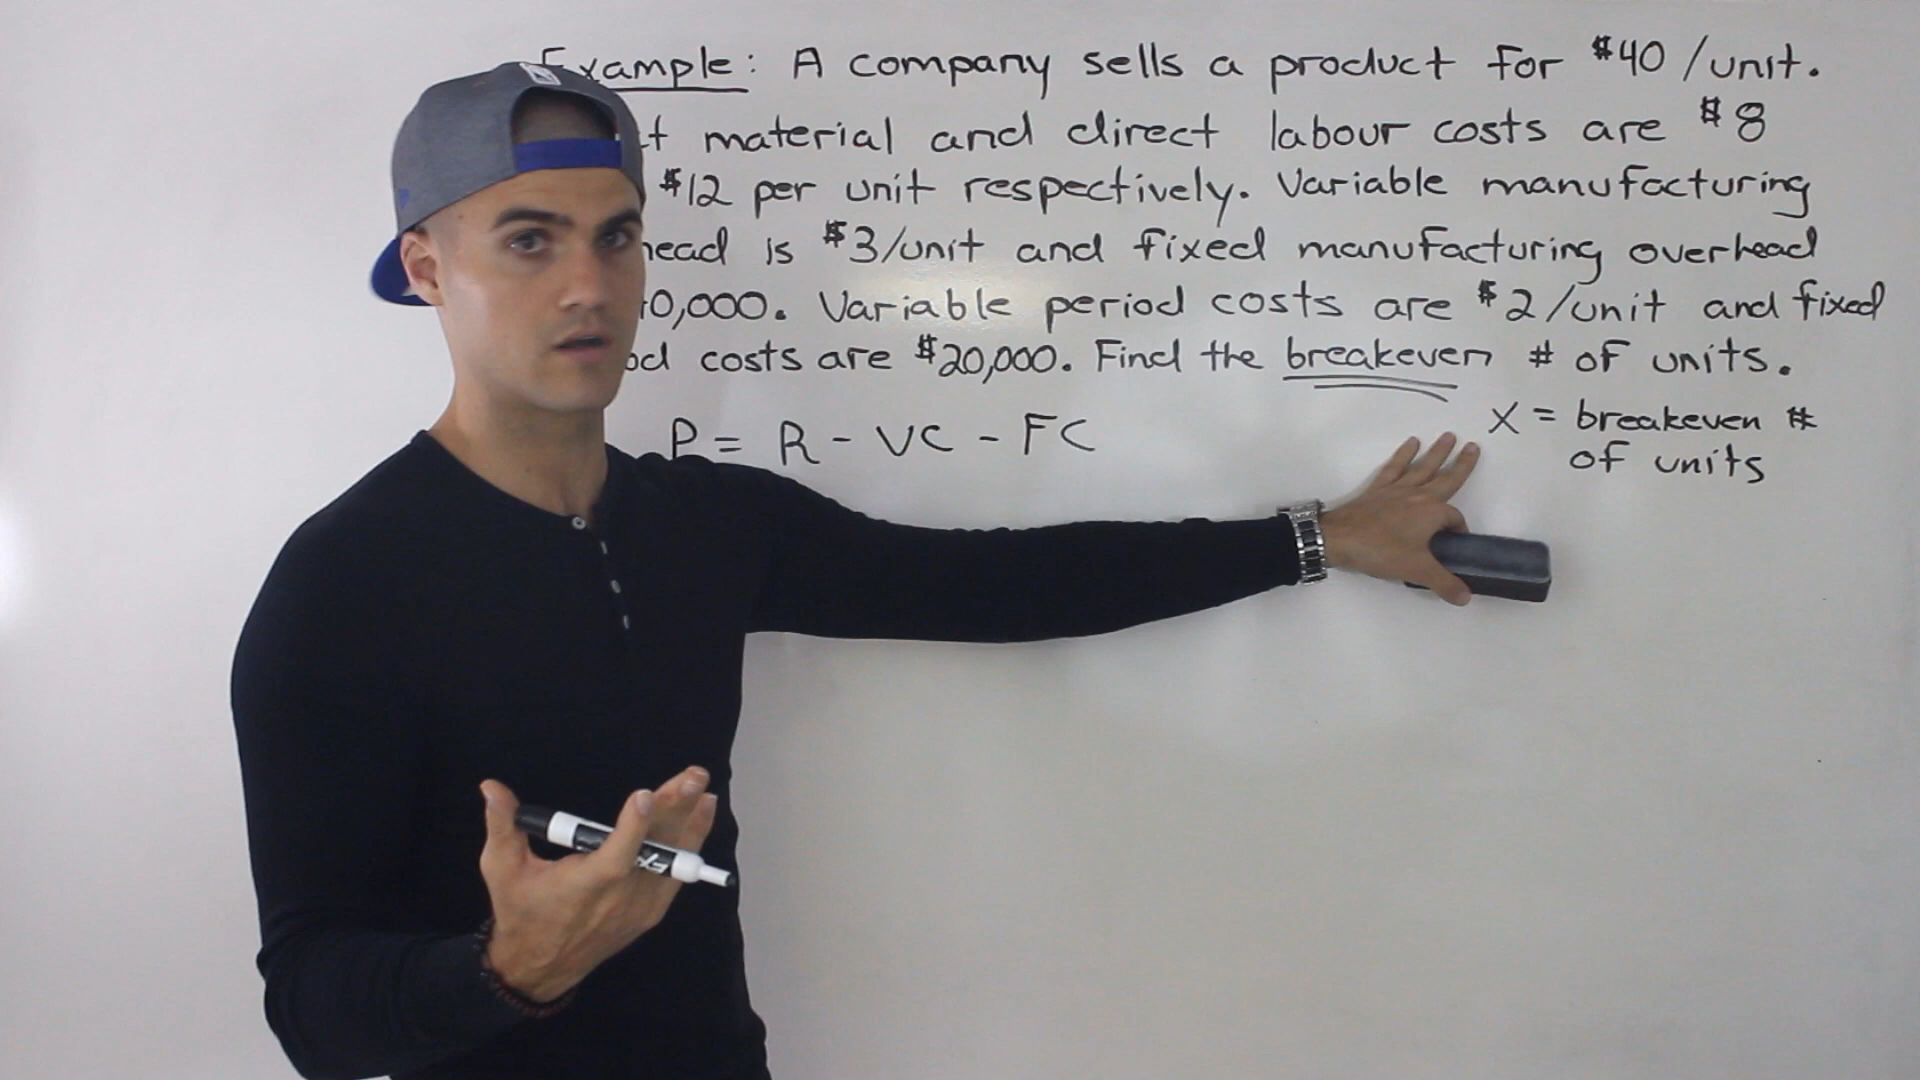 Example: A company sells a product for $40/unit.
material and direct labour costs are $8
$12 per unit respectively. Variable manufacturing
is $3/unit and fixed manufacturing overhead
0,000. Variable period costs are $2/unit and fixed
costs are $20,000. Find the breakeven # of units.
P = R - VC - FC
X = breakeven #
of units